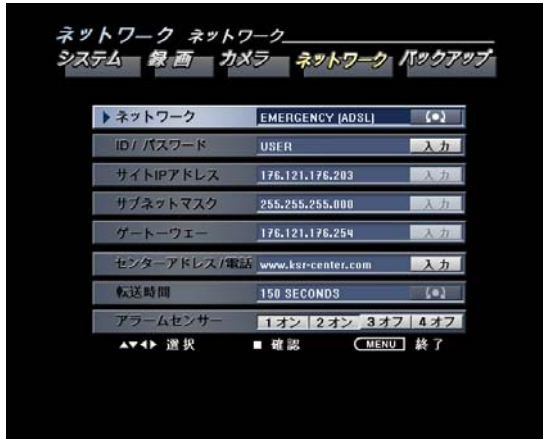 ネットワーク ネットワーク
システム 録画 カメラ ネットワーク バックアップ
ネットワーク EMERGENCY (ADSL)
ID / パスワード USER 入力
サイトIPアドレス 176.121.176.203 入力
サブネットマスク 255.255.255.000 入力
ゲートーウェー 176.121.176.254 入力
センターアドレス/電話 www.ksr-center.com 入力
転送時間 150 SECONDS
アラームセンサー 1オン 2オン 3オフ 4オフ
▲▼◀▶ 選択 ■ 確認 MENU 終了